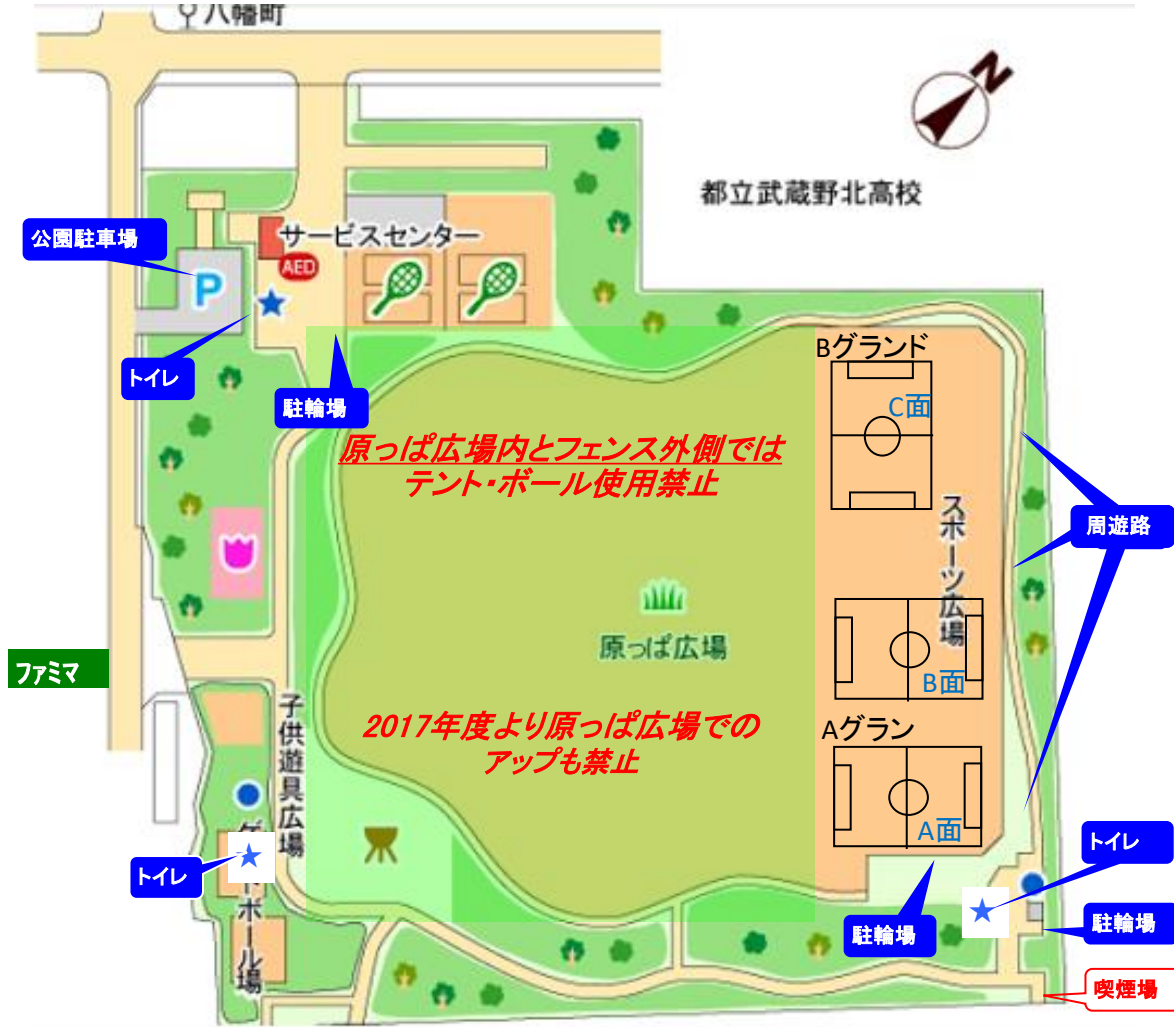 八幡町
N
都立武蔵野北高校
公園駐車場
サービスセンター
AED
P
トイレ
駐輪場
Bグランド
C面
原っぱ広場内とフェンス外側では
テント・ボール使用禁止
スポーツ広場
周遊路
原っぱ広場
ファミマ
B面
子供遊具広場
2017年度より原っぱ広場での
アップも禁止
Aグラン
A面
トイレ
トイレ
駐輪場
駐輪場
ボール場
喫煙場